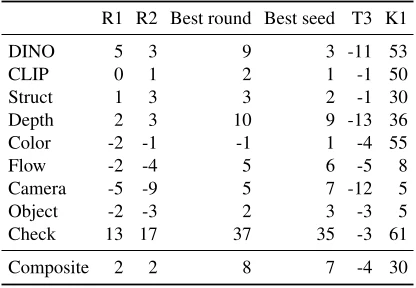 R1 R2 Best round Best seed T3 K1
DINO 5 3 9 3 -11 53
CLIP 0 1 2 1 -1 50
Struct 1 3 3 2 -1 30
Depth 2 3 10 9 -13 36
Color -2 -1 -1 1 -4 55
Flow -2 -4 5 6 -5 8
Camera -5 -9 5 7 -12 5
Object -2 -3 2 3 -3 5
Check 13 17 37 35 -3 61
Composite 2 2 8 7 -4 30